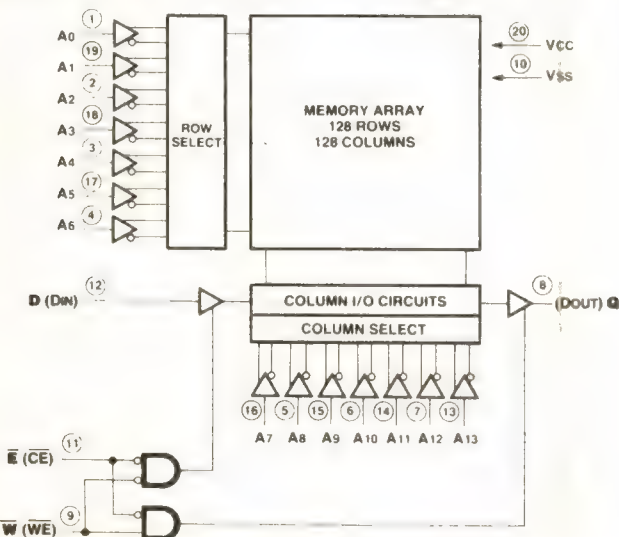 A0 1
A1 19
A2 2
A3 18
A4 3
A5 17
A6 4
ROW
SELECT
MEMORY ARRAY
128 ROWS
128 COLUMNS
20 VCC
10 VSS
D (DIN) 12
COLUMN I/O CIRCUITS
COLUMN SELECT
8 (DOUT) Q
16 5 15 6 14 7 13
A7 A8 A9 A10 A11 A12 A13
E̅ (C̅E̅) 11
W̅ (W̅E̅) 9